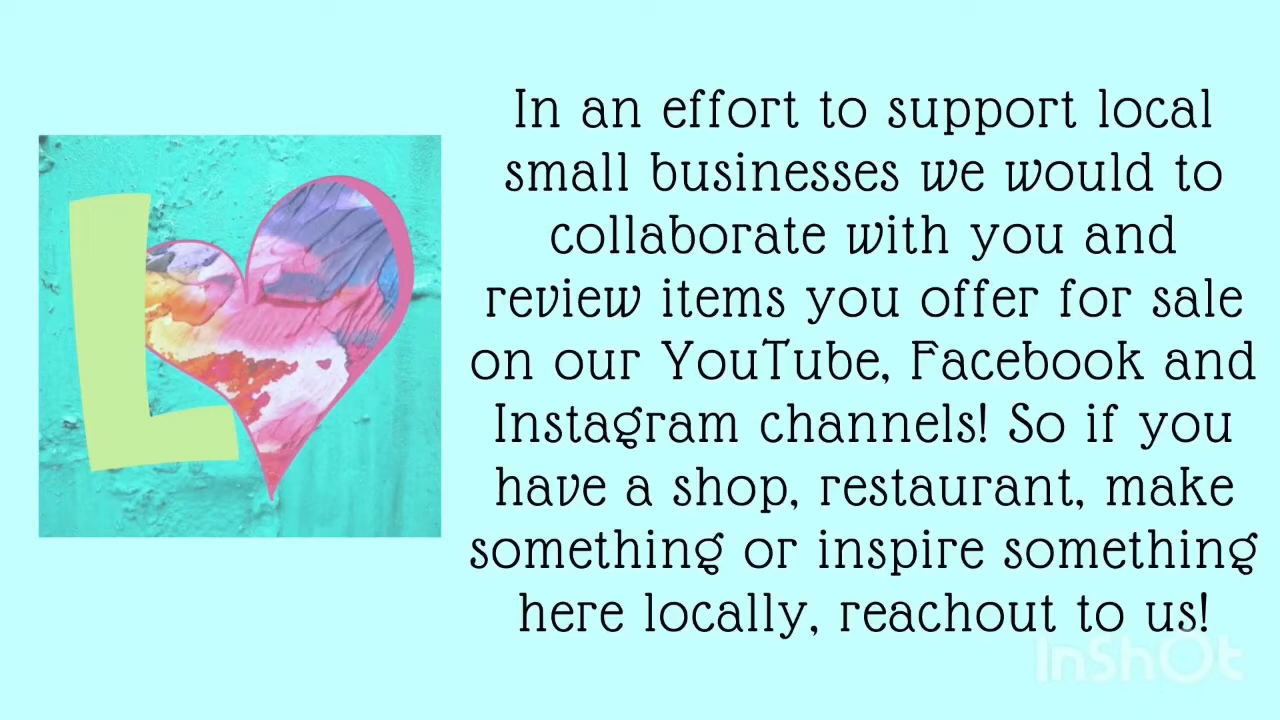 L
In an effort to support local
small businesses we would to
collaborate with you and
review items you offer for sale
on our YouTube, Facebook and
Instagram channels! So if you
have a shop, restaurant, make
something or inspire something
here locally, reachout to us!
InShOt